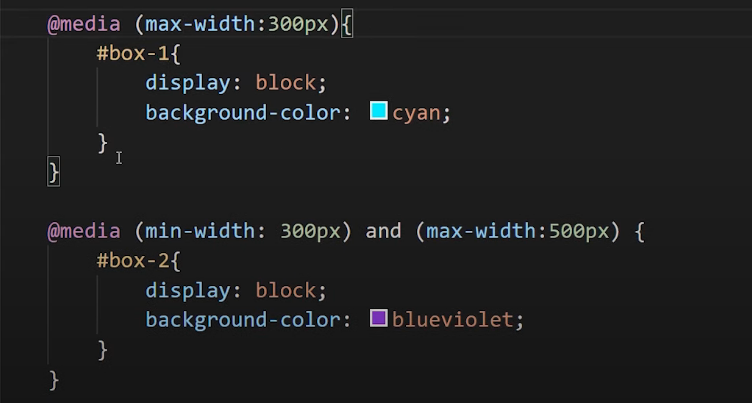 @media (max-width:300px){
#box-1{
display: block;
background-color: cyan;
}
}
@media (min-width: 300px) and (max-width:500px) {
#box-2{
display: block;
background-color: blueviolet;
}
}